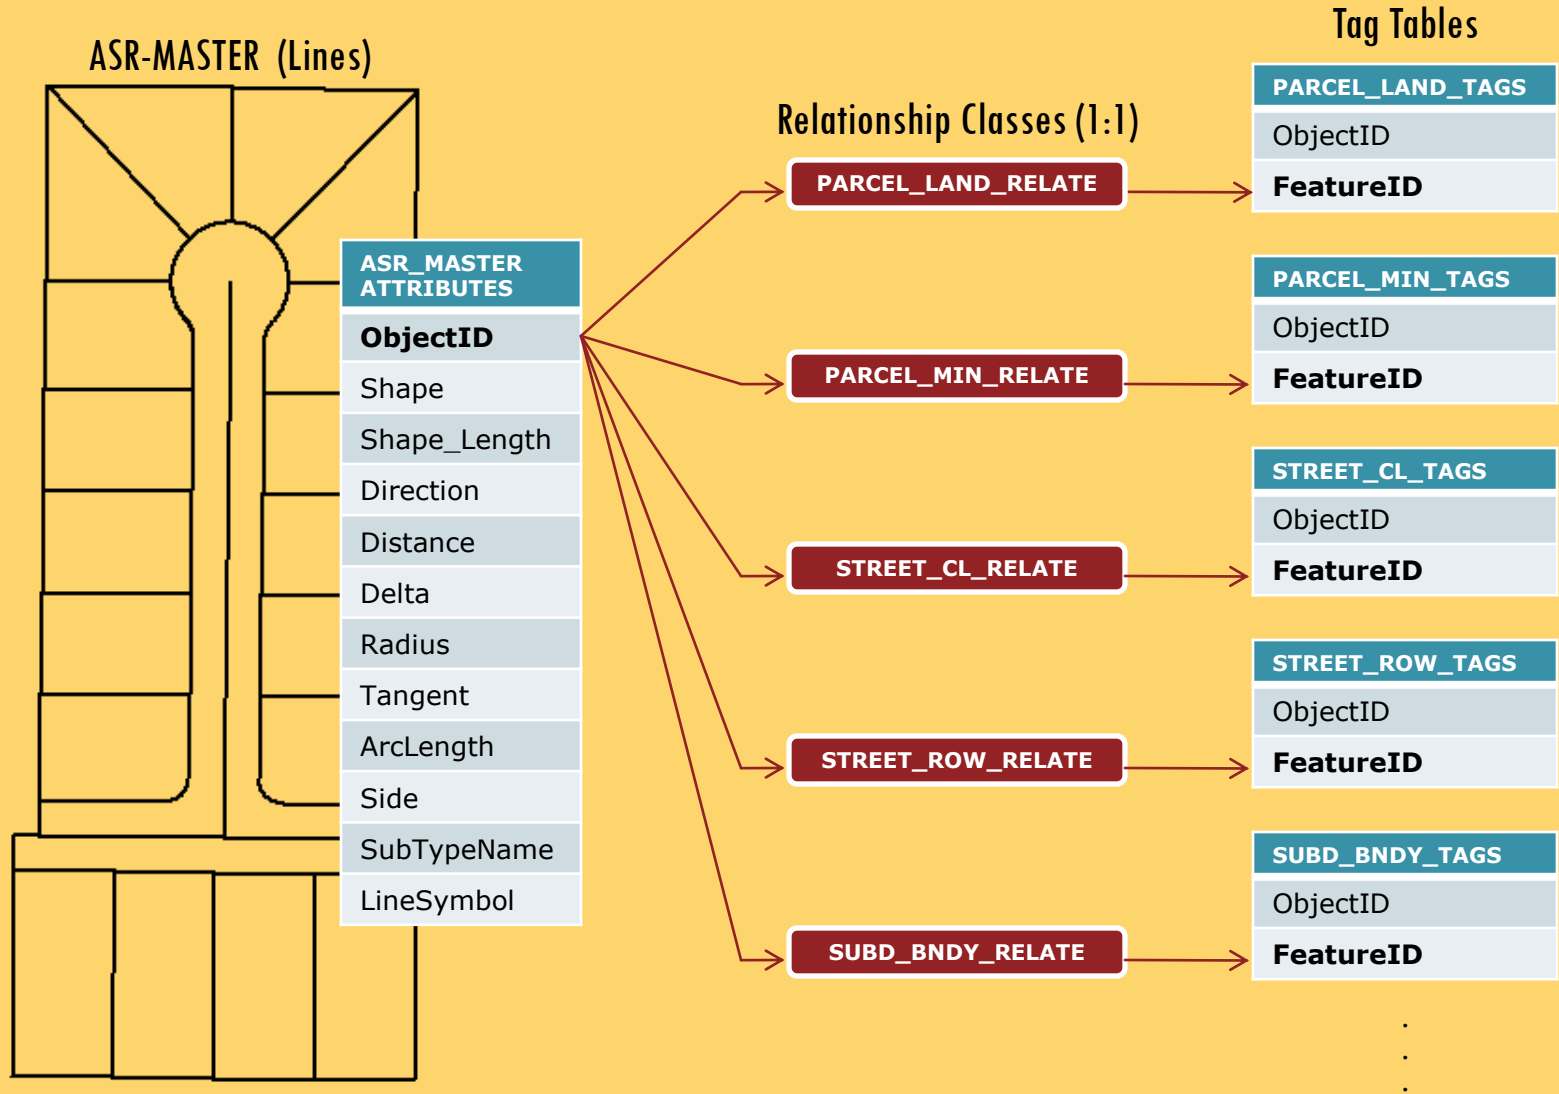 ASR-MASTER (Lines)
ASR_MASTER
ATTRIBUTES
ObjectID
Shape
Shape_Length
Direction
Distance
Delta
Radius
Tangent
ArcLength
Side
SubTypeName
LineSymbol
Relationship Classes (1:1)
PARCEL_LAND_RELATE
PARCEL_MIN_RELATE
STREET_CL_RELATE
STREET_ROW_RELATE
SUBD_BNDY_RELATE
Tag Tables
PARCEL_LAND_TAGS
ObjectID
FeatureID
PARCEL_MIN_TAGS
ObjectID
FeatureID
STREET_CL_TAGS
ObjectID
FeatureID
STREET_ROW_TAGS
ObjectID
FeatureID
SUBD_BNDY_TAGS
ObjectID
FeatureID
.
.
.